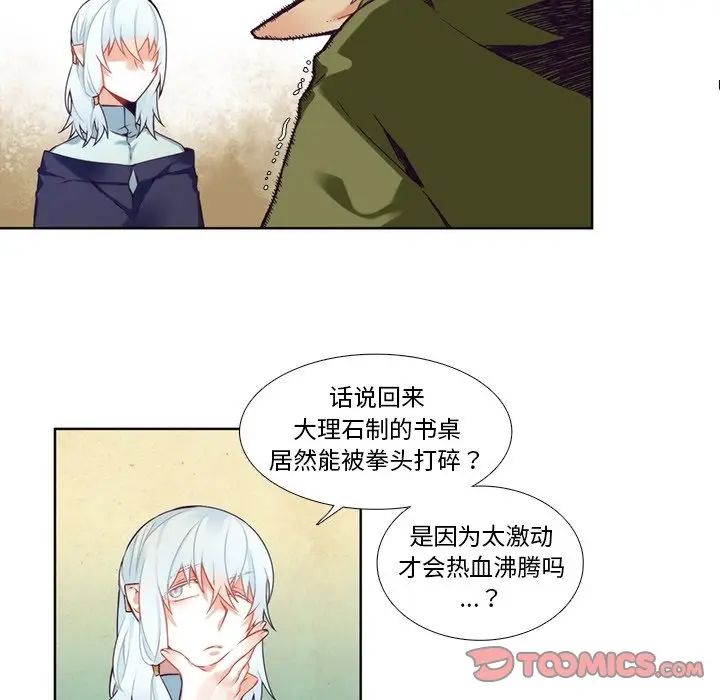 话说回来
大理石制的书桌
居然能被拳头打碎？
是因为太激动
才会热血沸腾吗
...？
TOOMICS.COM